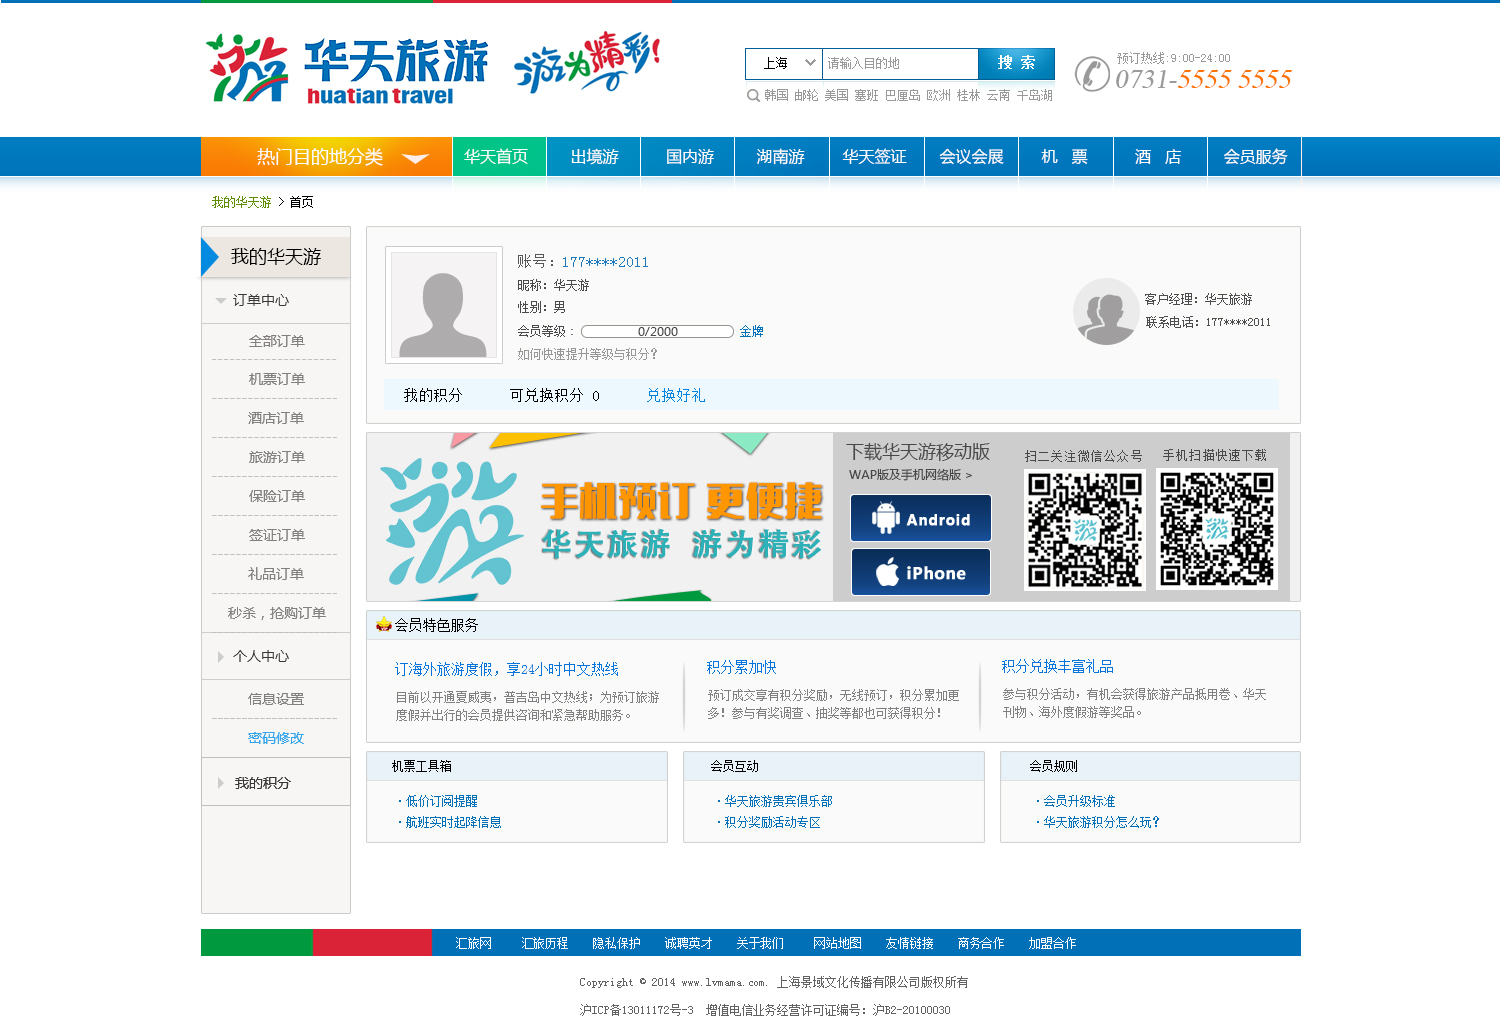 华天旅游
huatian travel
游为精彩!
上海
请输入目的地
搜 索
韩国 邮轮 美国 塞班 巴厘岛 欧洲 桂林 云南 千岛湖
预订热线:9:00-24:00
0731-5555 5555
热门目的地分类 华天首页 出境游 国内游 湖南游 华天签证 会议会展 机 票 酒 店 会员服务
我的华天游 > 首页
我的华天游
订单中心
全部订单
机票订单
酒店订单
旅游订单
保险订单
签证订单
礼品订单
秒杀，抢购订单
个人中心
信息设置
密码修改
我的积分
账号：177****2011
昵称：华天游
性别：男
会员等级：0/2000 金牌
如何快速提升等级与积分？
客户经理：华天旅游
联系电话：177****2011
我的积分 可兑换积分 0 兑换好礼
游
手机预订 更便捷
华天旅游 游为精彩
下载华天游移动版
WAP版及手机网络版 >
Android
iPhone
扫二关注微信公众号
手机扫描快速下载
游
游
会员特色服务
订海外旅游度假，享24小时中文热线
目前以开通夏威夷，普吉岛中文热线；为预订旅游
度假并出行的会员提供咨询和紧急帮助服务。
积分累加快
预订成交享有积分奖励，无线预订，积分累加更
多！参与有奖调查、抽奖等都也可获得积分！
积分兑换丰富礼品
参与积分活动，有机会获得旅游产品抵用卷、华天
刊物、海外度假游等奖品。
机票工具箱
·低价订阅提醒
·航班实时起降信息
会员互动
·华天旅游贵宾俱乐部
·积分奖励活动专区
会员规则
·会员升级标准
·华天旅游积分怎么玩？
汇旅网 汇旅历程 隐私保护 诚聘英才 关于我们 网站地图 友情链接 商务合作 加盟合作
Copyright © 2014 www.lvmama.com. 上海景域文化传播有限公司版权所有
沪ICP备13011172号-3 增值电信业务经营许可证编号：沪B2-20100030